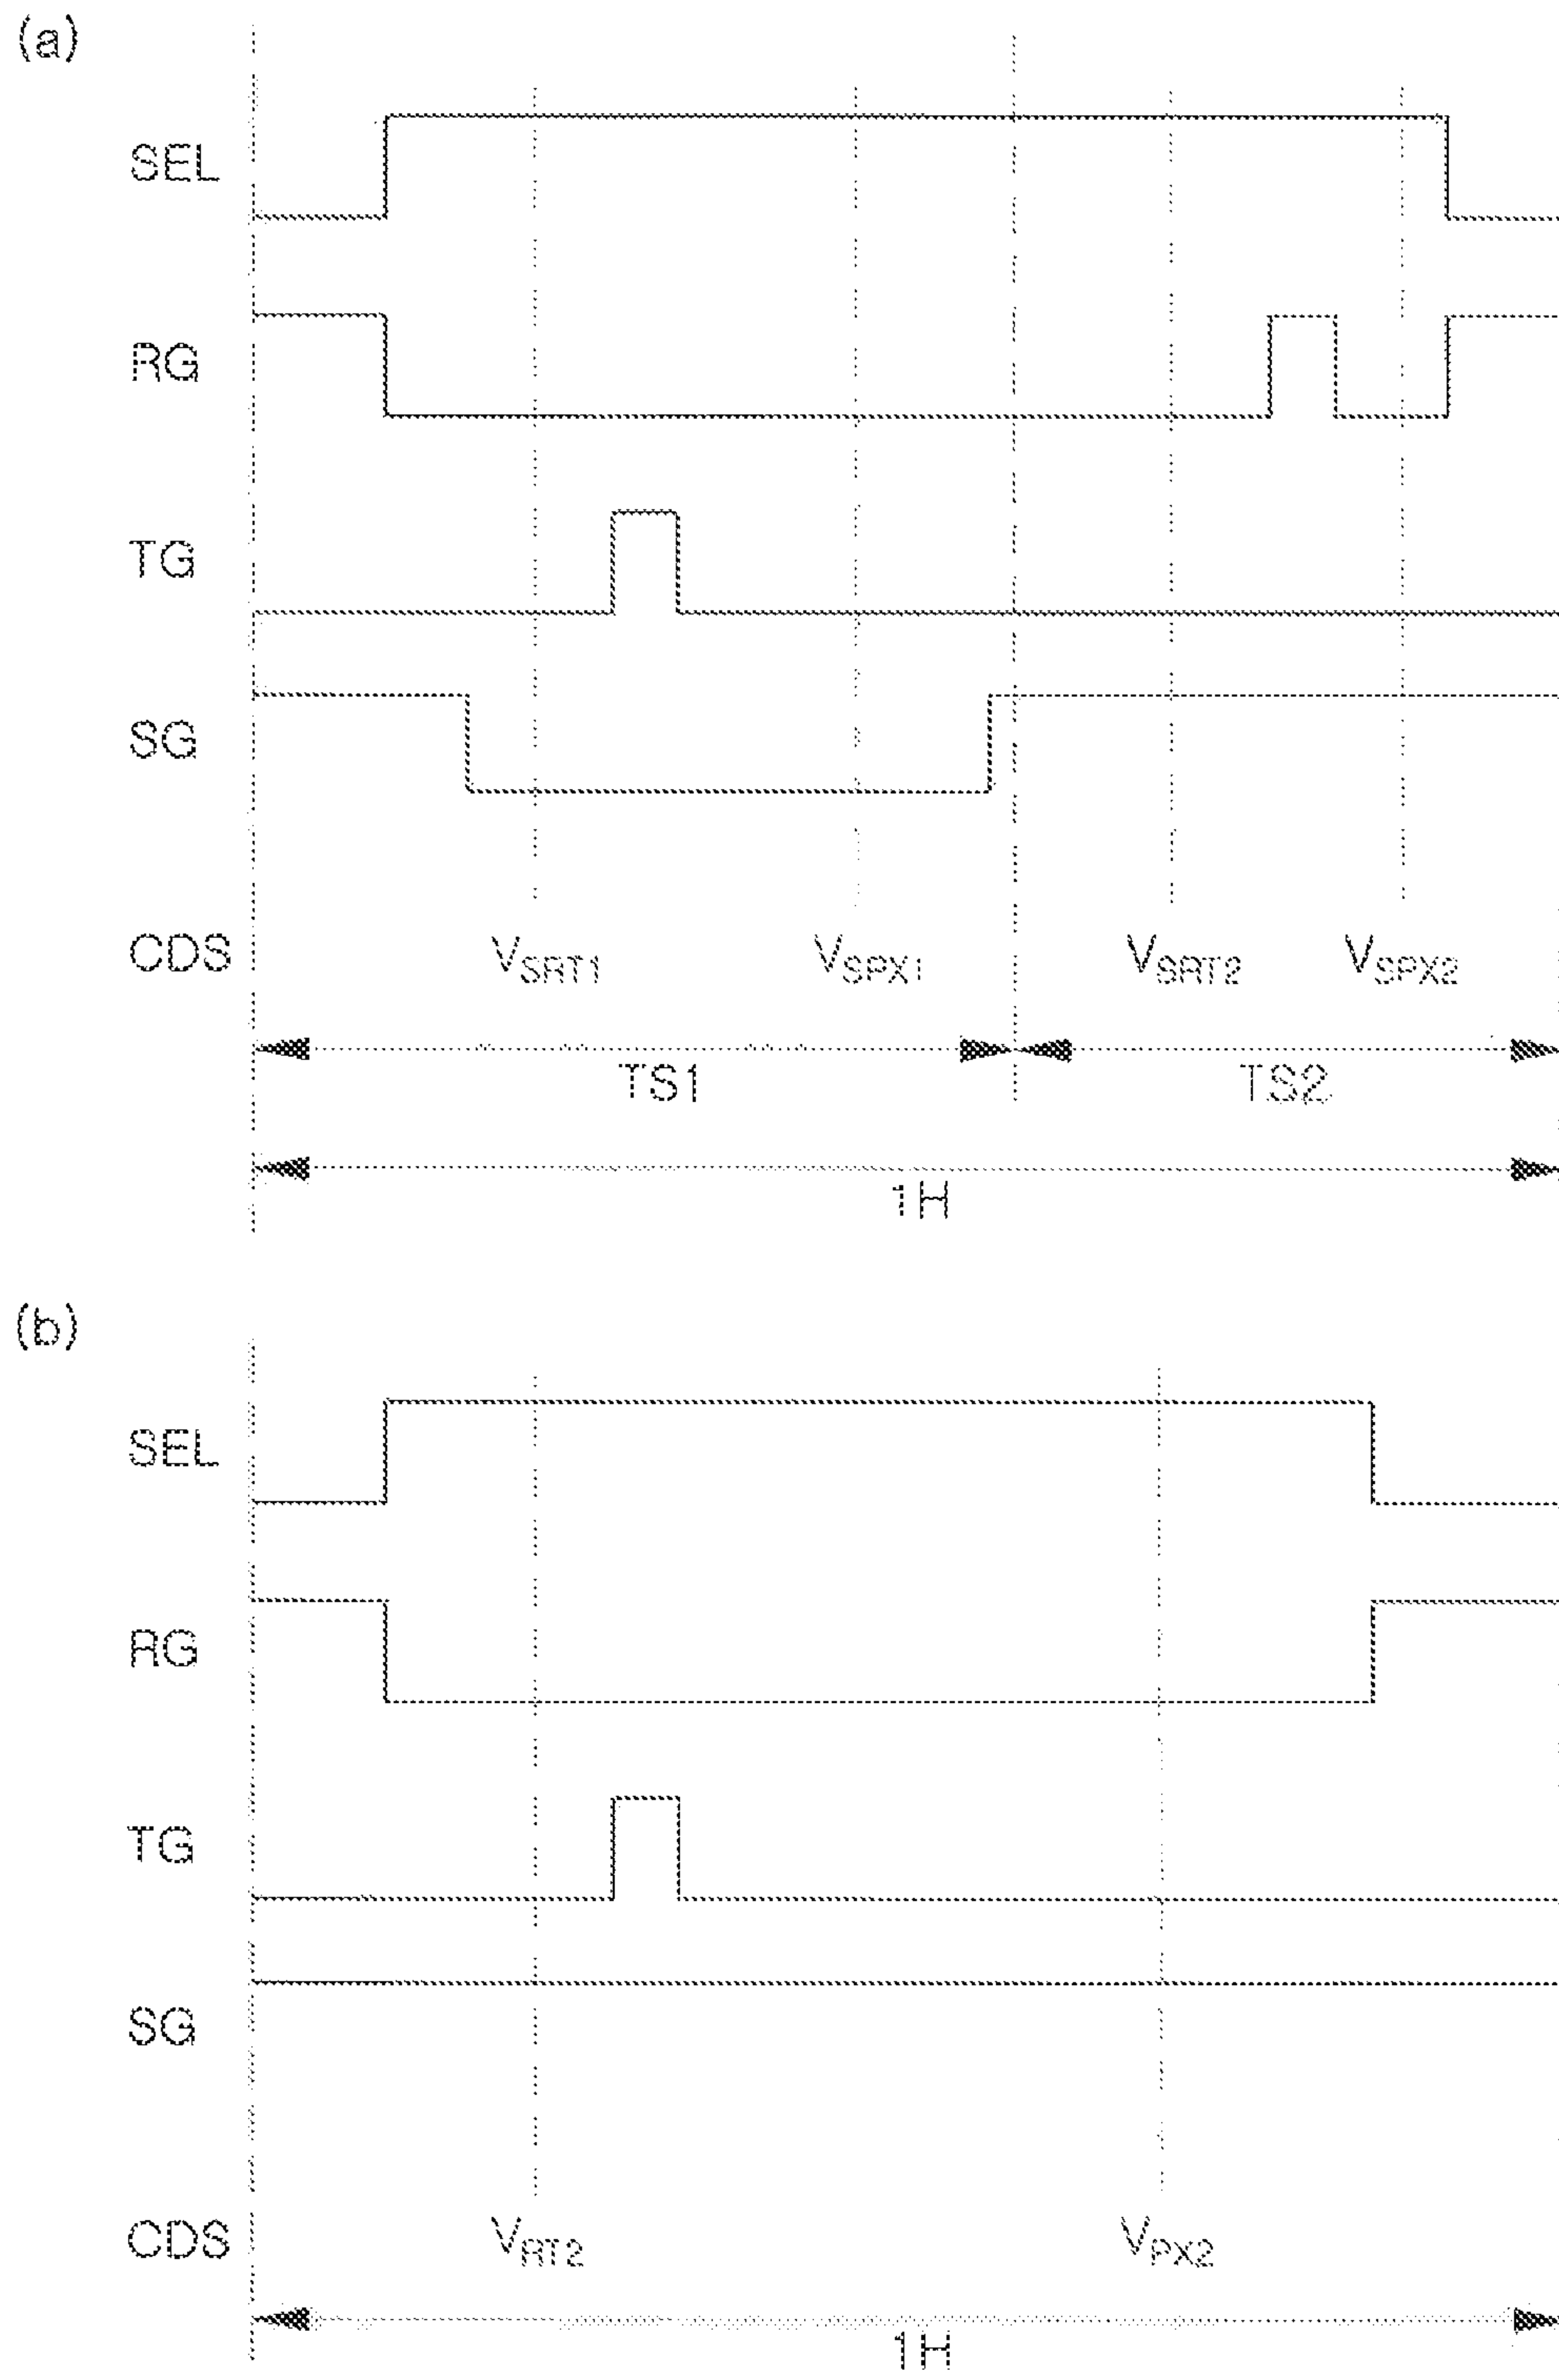 (a)
SEL
RG
TG
SG
CDS VSRT1 VSPX1 VSRT2 VSPX2
TS1 TS2
1H
(b)
SEL
RG
TG
SG
CDS VRT2 VPX2
1H